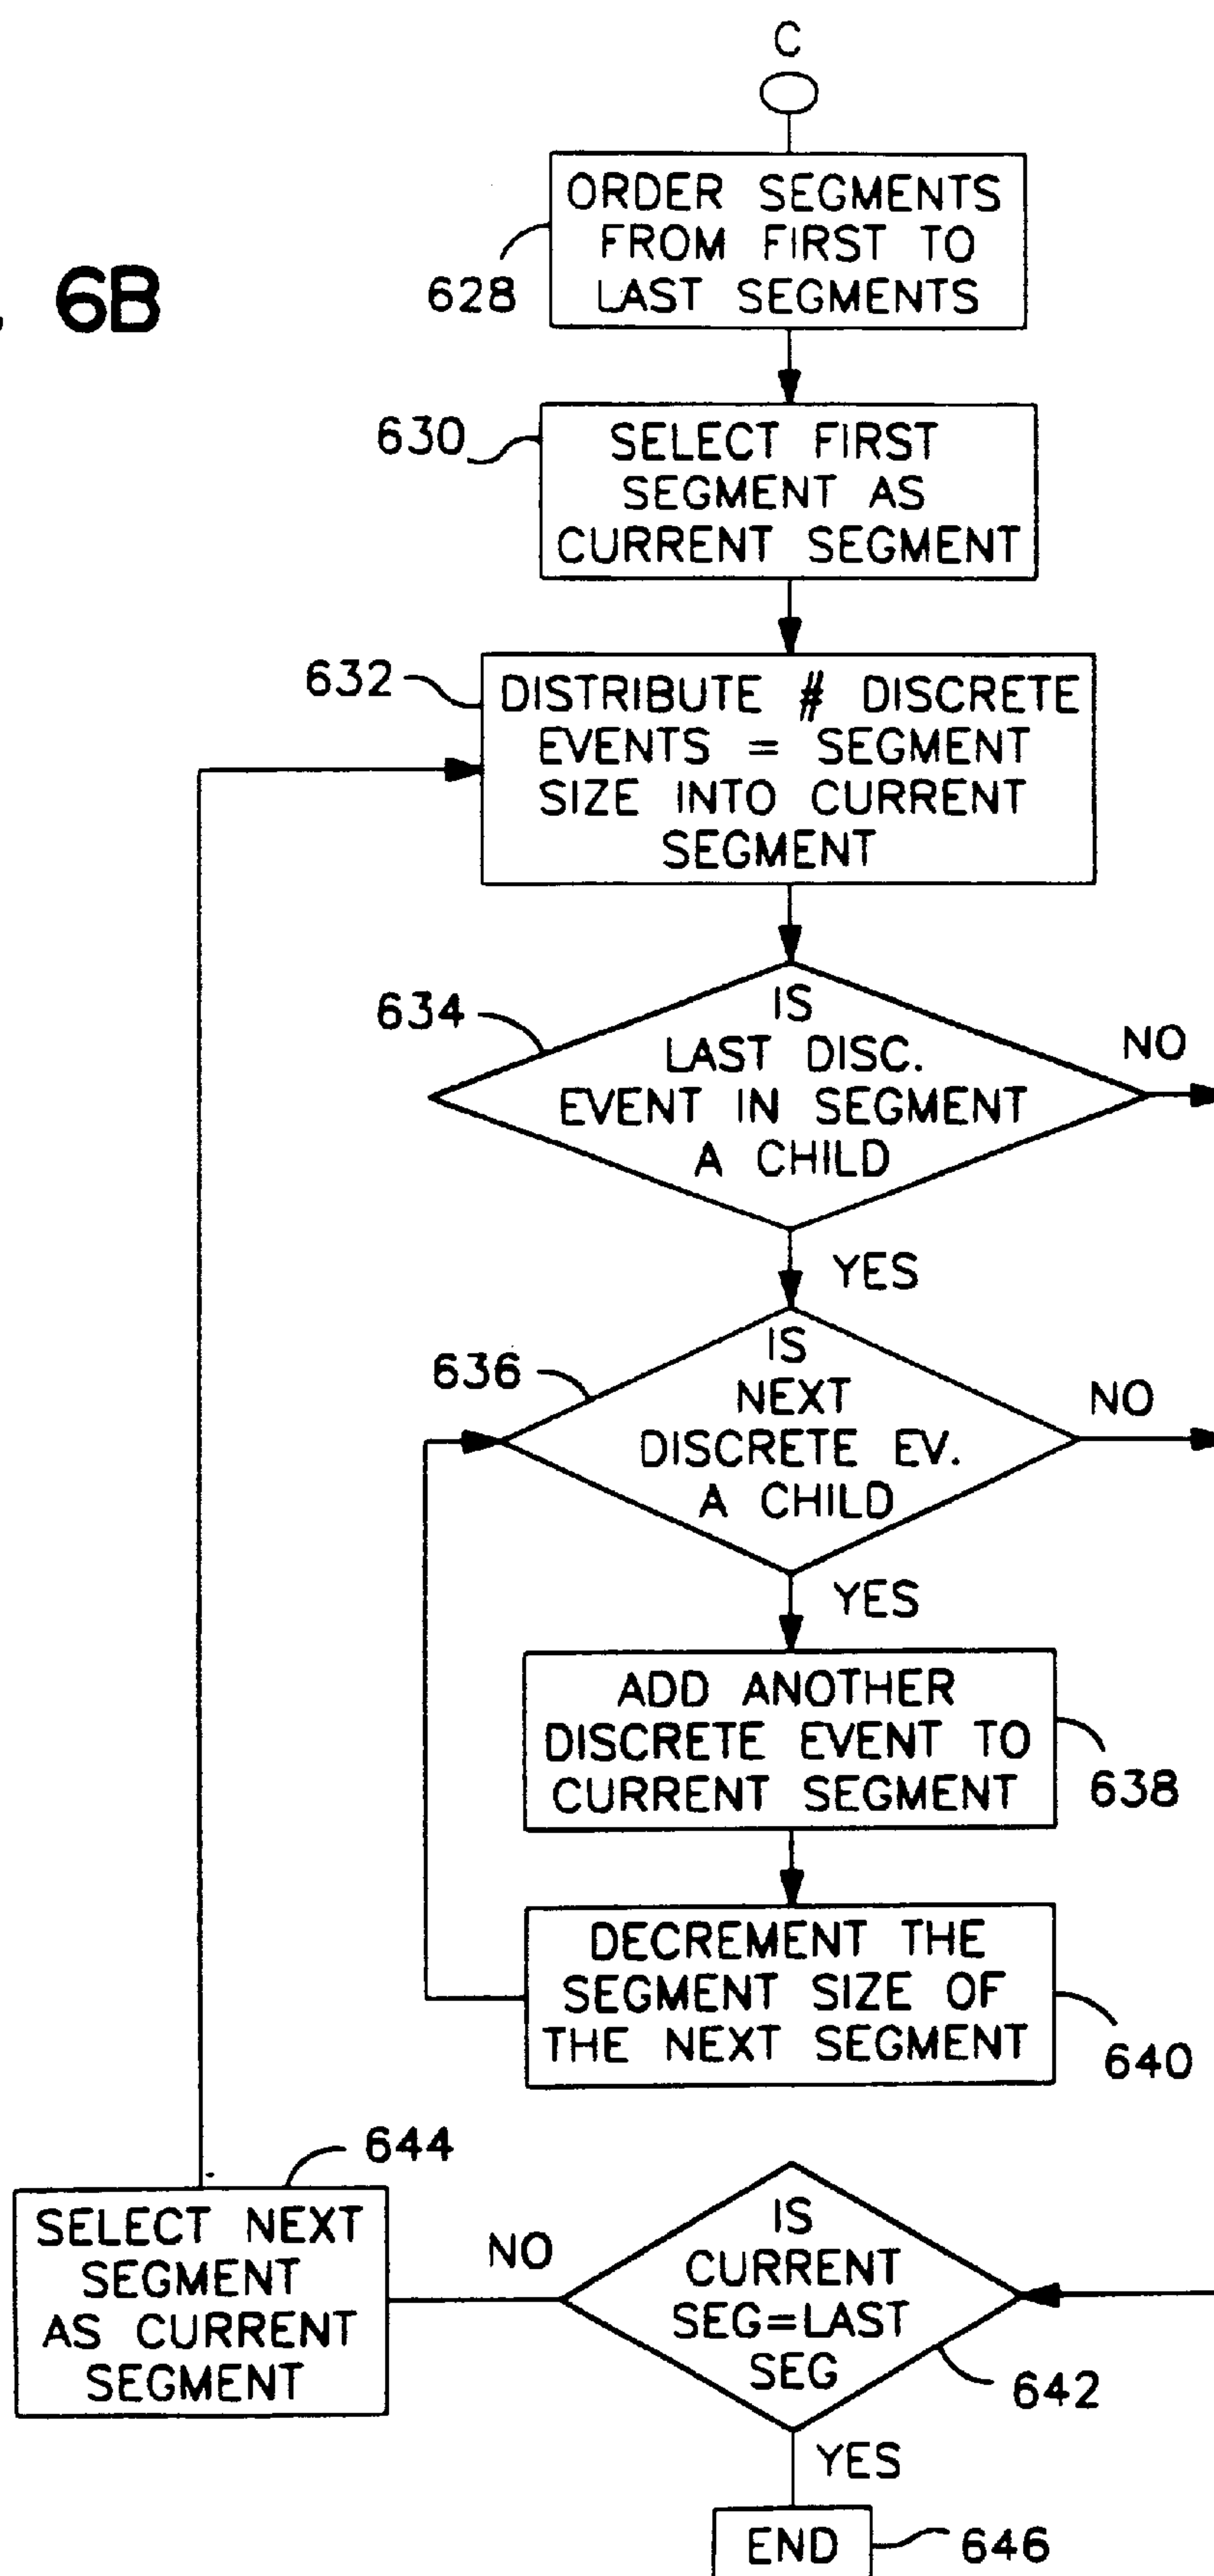 C
ORDER SEGMENTS
FROM FIRST TO
LAST SEGMENTS
628
6B
630
SELECT FIRST
SEGMENT AS
CURRENT SEGMENT
632
DISTRIBUTE # DISCRETE
EVENTS = SEGMENT
SIZE INTO CURRENT
SEGMENT
634
IS
LAST DISC.
EVENT IN SEGMENT
A CHILD
NO
YES
636
IS
NEXT
DISCRETE EV.
A CHILD
NO
YES
ADD ANOTHER
DISCRETE EVENT TO
CURRENT SEGMENT
638
DECREMENT THE
SEGMENT SIZE OF
THE NEXT SEGMENT
640
644
SELECT NEXT
SEGMENT
AS CURRENT
SEGMENT
NO
IS
CURRENT
SEG=LAST
SEG
642
YES
END
646